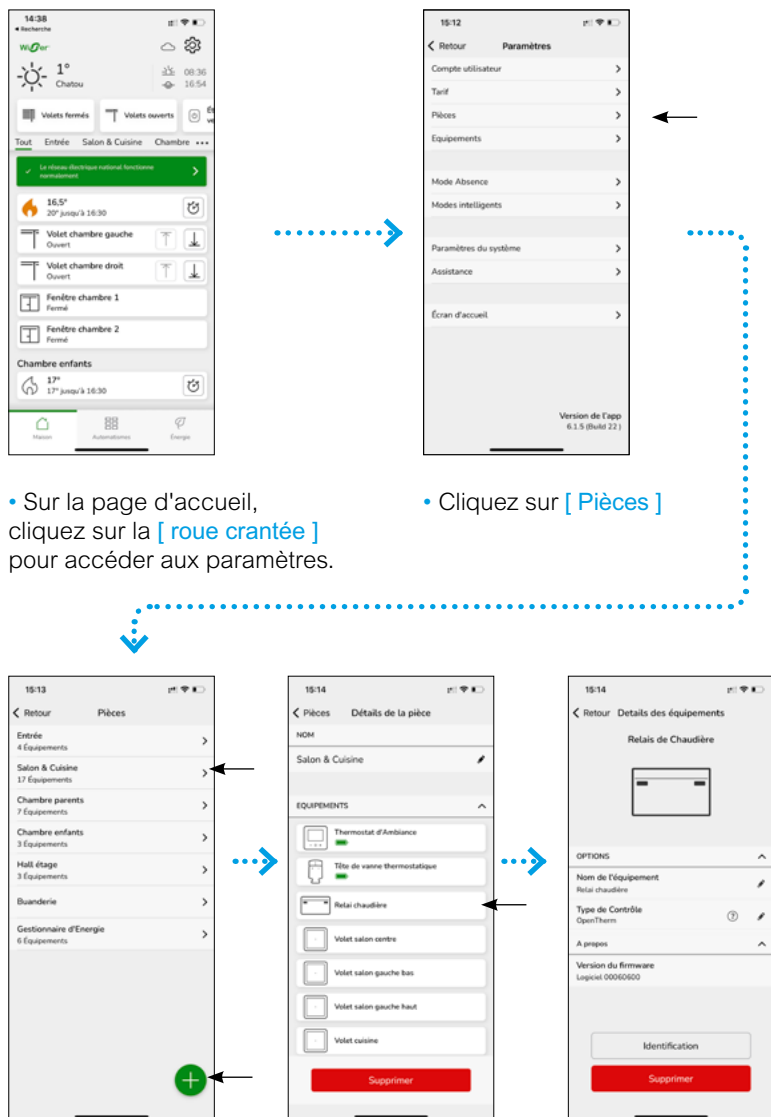 14:38
◀ Recherche
Wiser
1°
Chatou
08:36
16:54
Volets fermés
Volets ouverts
Tout Entrée Salon & Cuisine Chambre •••
Le réseau électrique national fonctionne
normalement
16,5°
20° jusqu'à 16:30
Volet chambre gauche
Ouvert
Volet chambre droit
Ouvert
Fenêtre chambre 1
Fermé
Fenêtre chambre 2
Fermé
Chambre enfants
17°
17° jusqu'à 16:30
Maison Automatismes Énergie
15:12
Retour Paramètres
Compte utilisateur
Tarif
Pièces
Equipements
Mode Absence
Modes intelligents
Paramètres du système
Assistance
Écran d'accueil
Version de l'app
6.1.5 (Build 22)
• Sur la page d'accueil,
cliquez sur la [ roue crantée ]
pour accéder aux paramètres.
• Cliquez sur [ Pièces ]
15:13
Retour Pièces
Entrée
4 Équipements
Salon & Cuisine
17 Équipements
Chambre parents
7 Équipements
Chambre enfants
3 Équipements
Hall étage
3 Équipements
Buanderie
Gestionnaire d'Energie
6 Équipements
15:14
Pièces Détails de la pièce
NOM
Salon & Cuisine
EQUIPEMENTS
Thermostat d'Ambiance
Tête de vanne thermostatique
Relai chaudière
Volet salon centre
Volet salon gauche bas
Volet salon gauche haut
Volet cuisine
Supprimer
15:14
Retour Details des équipements
Relais de Chaudière
OPTIONS
Nom de l'équipement
Relai chaudière
Type de Contrôle
OpenTherm
A propos
Version du firmware
Logiciel 00060600
Identification
Supprimer